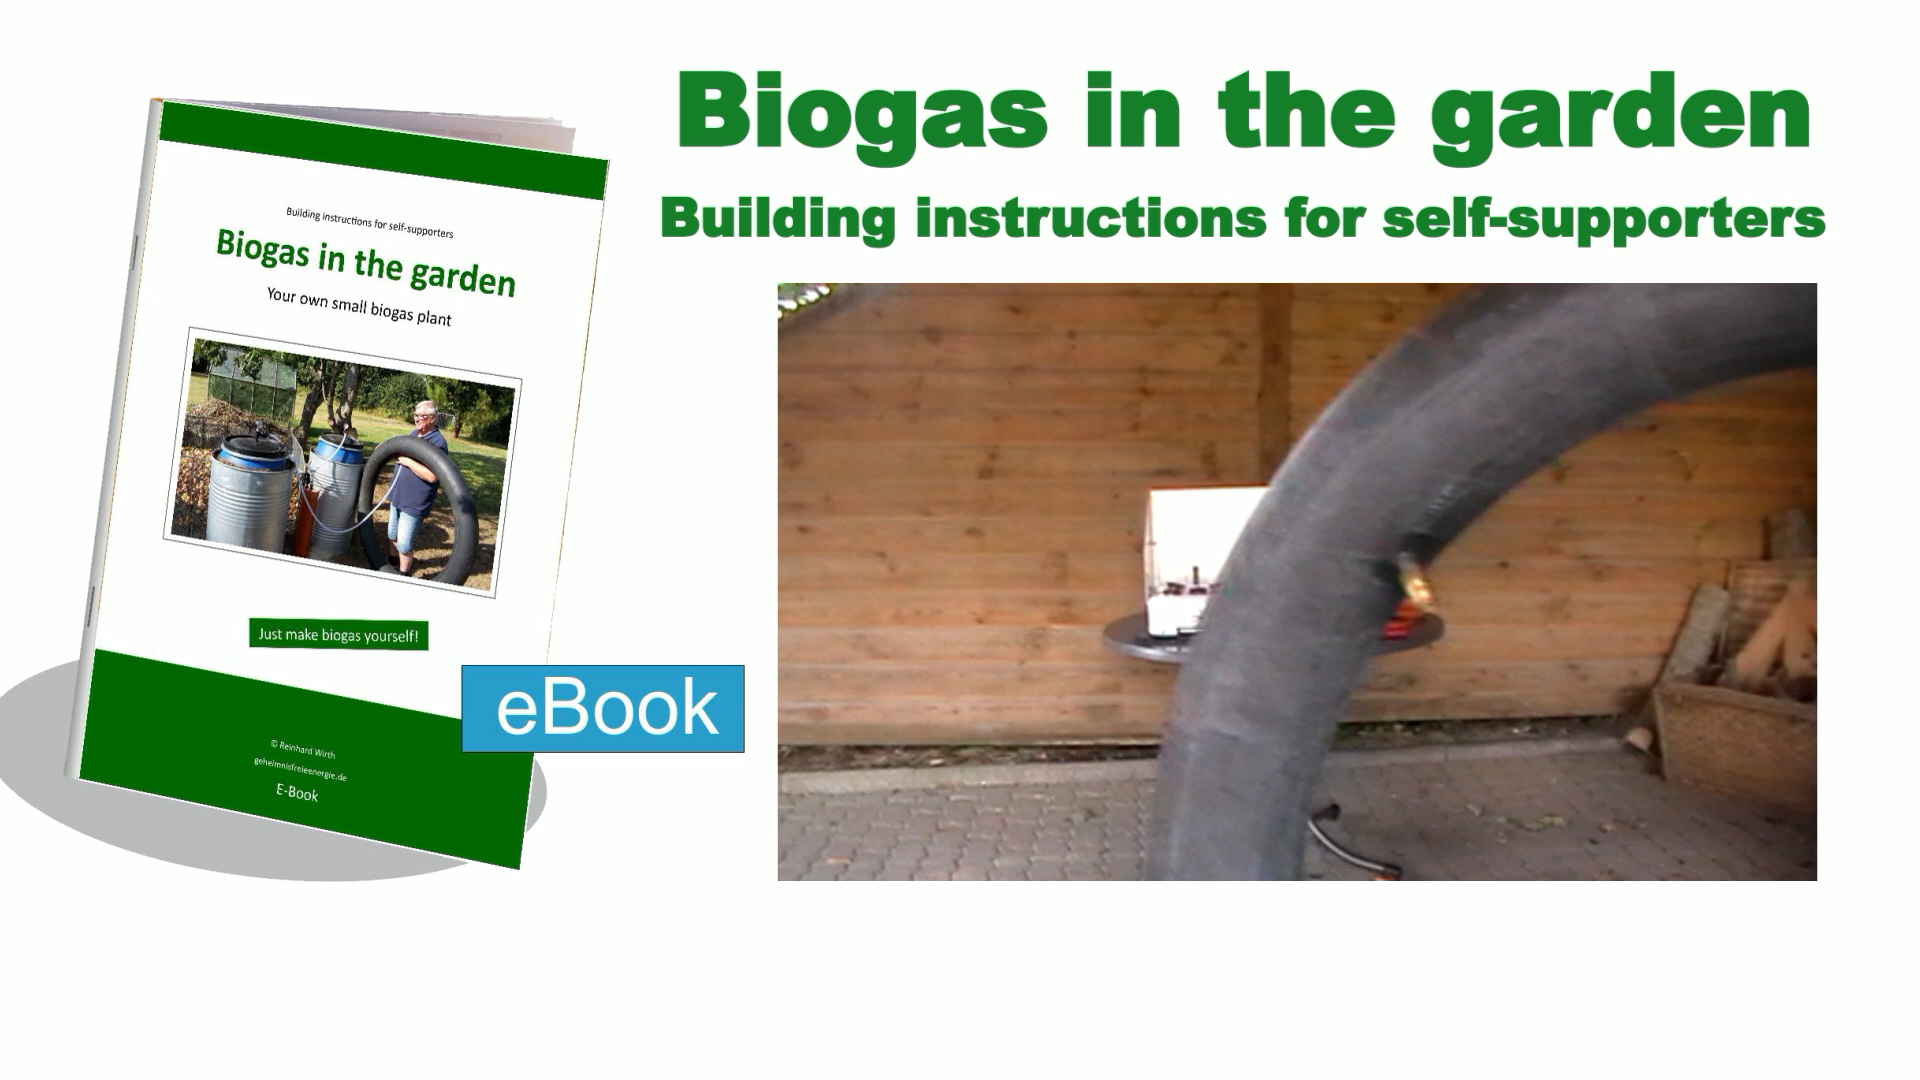 Biogas in the garden
Building instructions for self-supporters
Building instructions for self-supporters
Biogas in the garden
Your own small biogas plant
Just make biogas yourself!
eBook
© Reinhard Wirth
geheimnisfreieenergie.de
E-Book